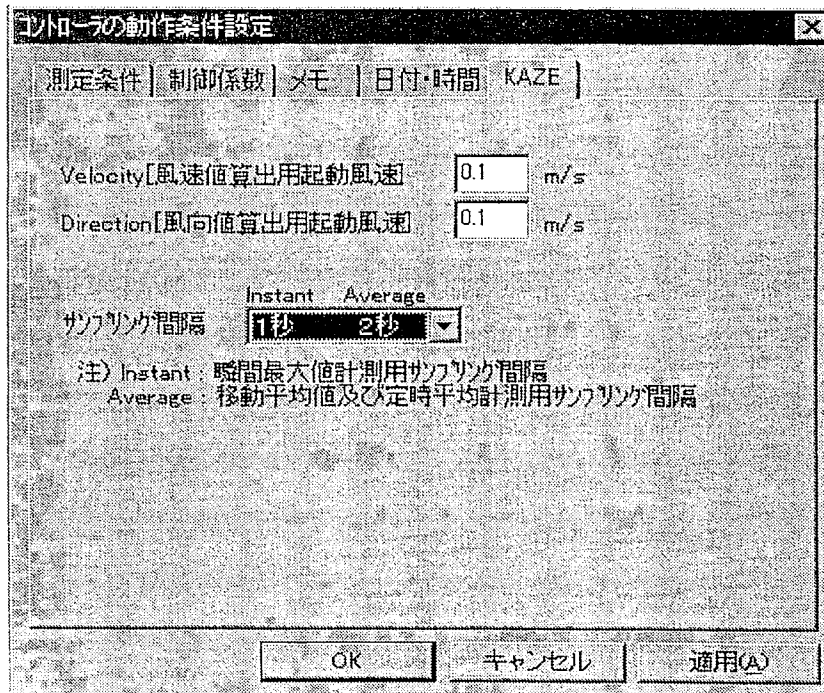 コントローラの動作条件設定
測定条件 制御係数 メモ 日付・時間 KAZE
Velocity[風速値算出用起動風速] 0.1 m/s
Direction[風向値算出用起動風速] 0.1 m/s
Instant Average
サンプリング間隔 1秒 2秒
注) Instant : 瞬間最大値計測用サンプリング間隔
Average : 移動平均値及び定時平均計測用サンプリング間隔
OK キャンセル 適用(A)